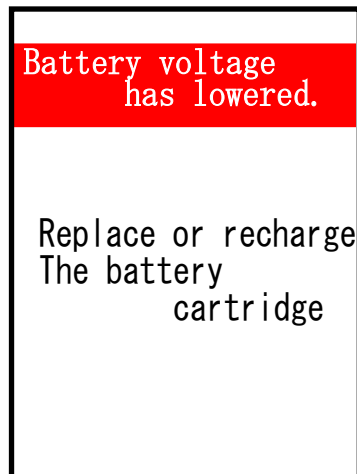 Battery voltage
has lowered.
Replace or recharge
The battery
cartridge